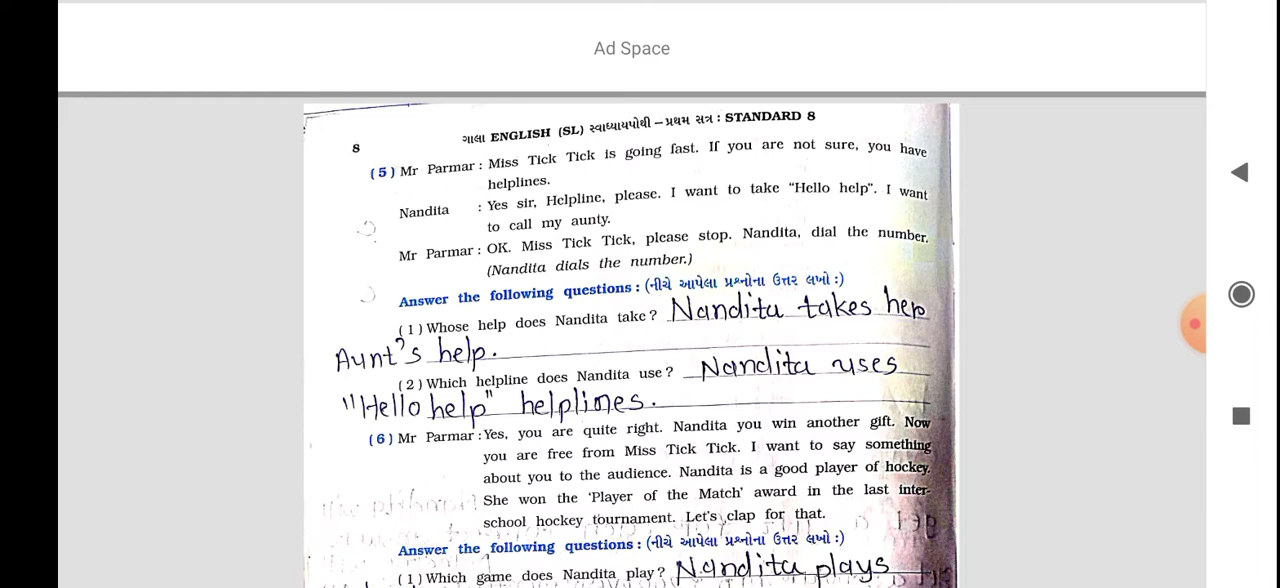 Ad Space
8
ગાલા ENGLISH (SL) સ્વાધ્યાયપોથી – પ્રથમ સત્ર : STANDARD 8
(5) Mr Parmar : Miss Tick Tick is going fast. If you are not sure, you have
helplines.
Nandita : Yes sir, Helpline, please. I want to take “Hello help”. I want
to call my aunty.
Mr Parmar : OK. Miss Tick Tick, please stop. Nandita, dial the number.
(Nandita dials the number.)
Answer the following questions : (નીચે આપેલા પ્રશ્નોના ઉત્તર લખો :)
(1) Whose help does Nandita take? Nandita takes her
Aunt's help.
(2) Which helpline does Nandita use? Nandita uses
"Hello help" helplines.
(6) Mr Parmar : Yes, you are quite right. Nandita you win another gift. Now
you are free from Miss Tick Tick. I want to say something
about you to the audience. Nandita is a good player of hockey.
She won the ‘Player of the Match’ award in the last inter-
school hockey tournament. Let's clap for that.
Answer the following questions : (નીચે આપેલા પ્રશ્નોના ઉત્તર લખો :)
(1) Which game does Nandita play? Nandita plays